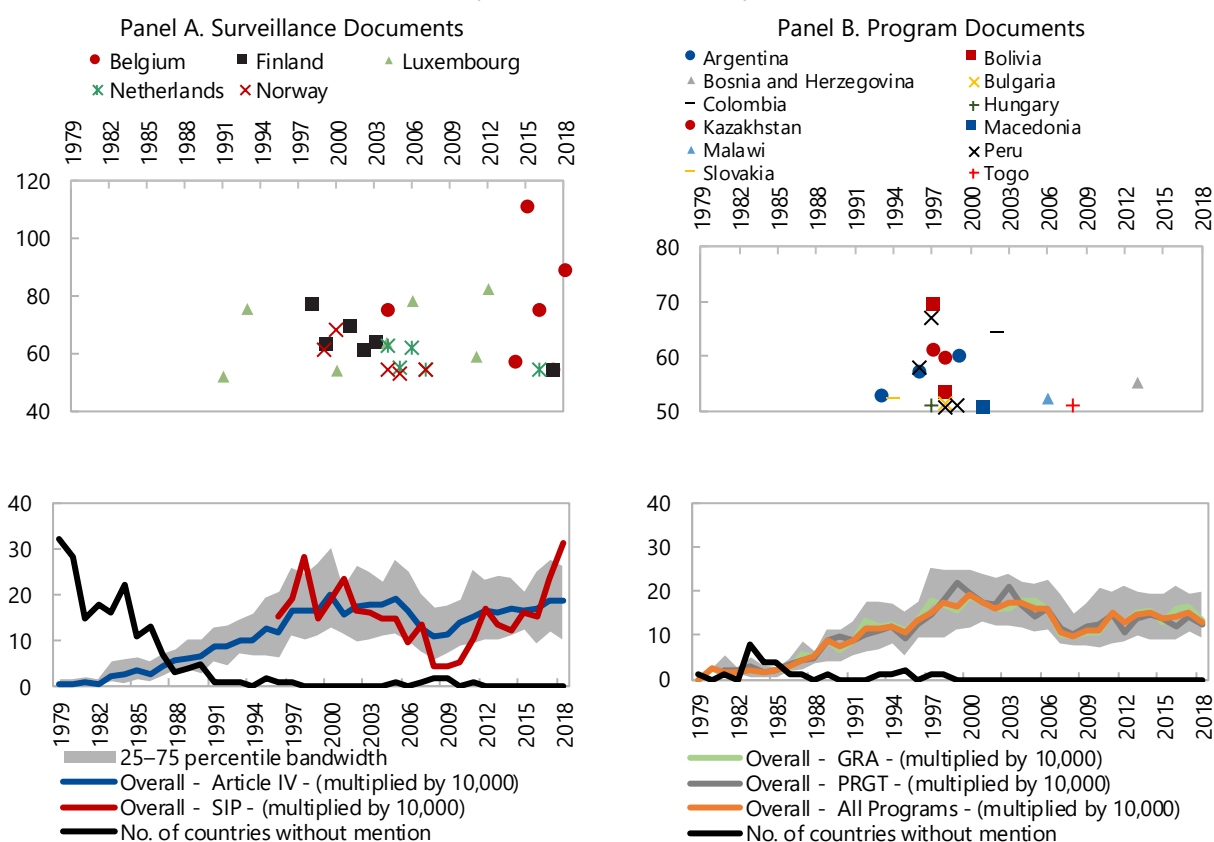 Panel A. Surveillance Documents
Belgium Finland Luxembourg
Netherlands Norway
1979 1982 1985 1988 1991 1994 1997 2000 2003 2006 2009 2012 2015 2018
120
100
80
60
40
40
30
20
10
0
1979 1982 1985 1988 1991 1994 1997 2000 2003 2006 2009 2012 2015 2018
25–75 percentile bandwidth
Overall - Article IV - (multiplied by 10,000)
Overall - SIP - (multiplied by 10,000)
No. of countries without mention
Panel B. Program Documents
Argentina Bolivia
Bosnia and Herzegovina Bulgaria
Colombia Hungary
Kazakhstan Macedonia
Malawi Peru
Slovakia Togo
1979 1982 1985 1988 1991 1994 1997 2000 2003 2006 2009 2012 2015 2018
80
70
60
50
40
30
20
10
0
1979 1982 1985 1988 1991 1994 1997 2000 2003 2006 2009 2012 2015 2018
Overall - GRA - (multiplied by 10,000)
Overall - PRGT - (multiplied by 10,000)
Overall - All Programs - (multiplied by 10,000)
No. of countries without mention